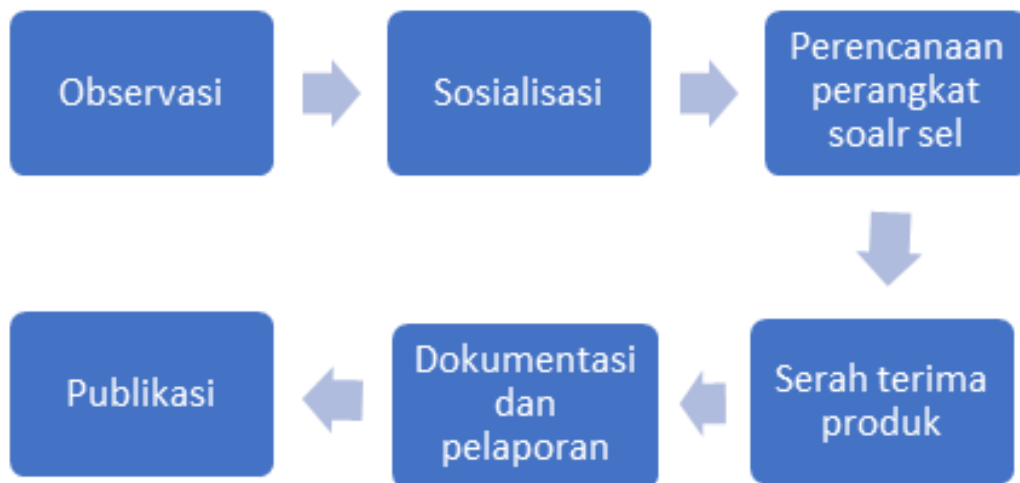 Observasi
Sosialisasi
Perencanaan
perangkat
soalr sel
Serah terima
produk
Dokumentasi
dan
pelaporan
Publikasi